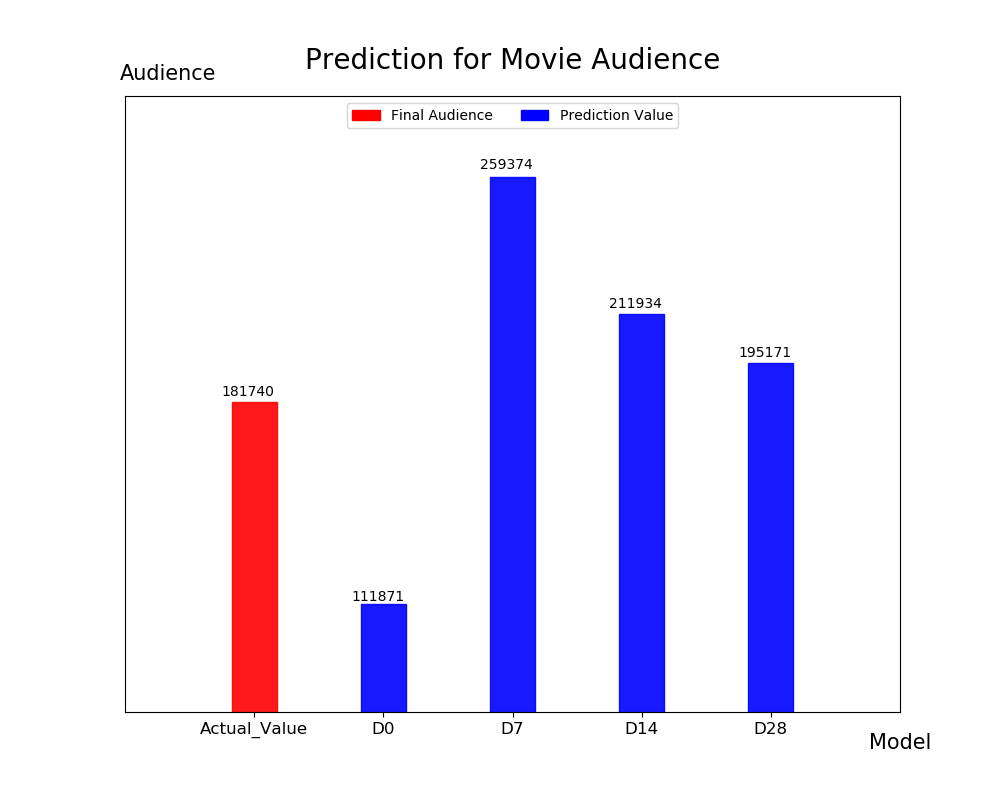 Prediction for Movie Audience
Audience
Final Audience Prediction Value
259374
211934
195171
181740
111871
Actual_Value D0 D7 D14 D28
Model